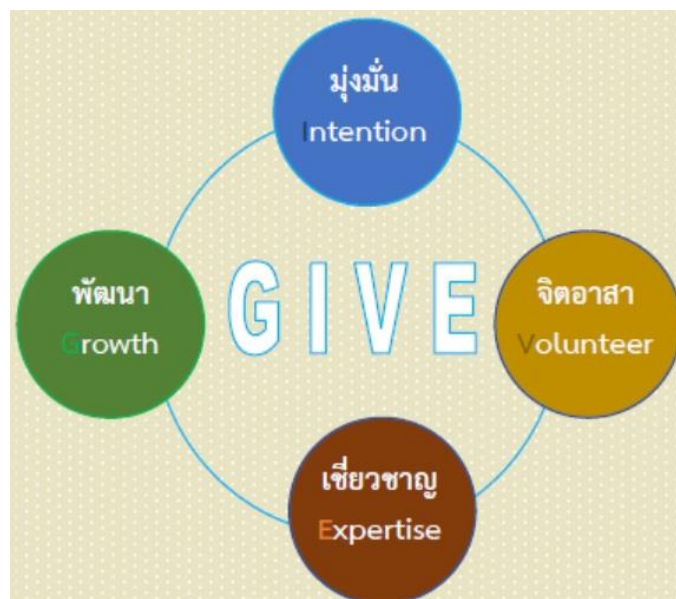 มุ่งมั่น
Intention
พัฒนา
Growth
GIVE
จิตอาสา
Volunteer
เชี่ยวชาญ
Expertise